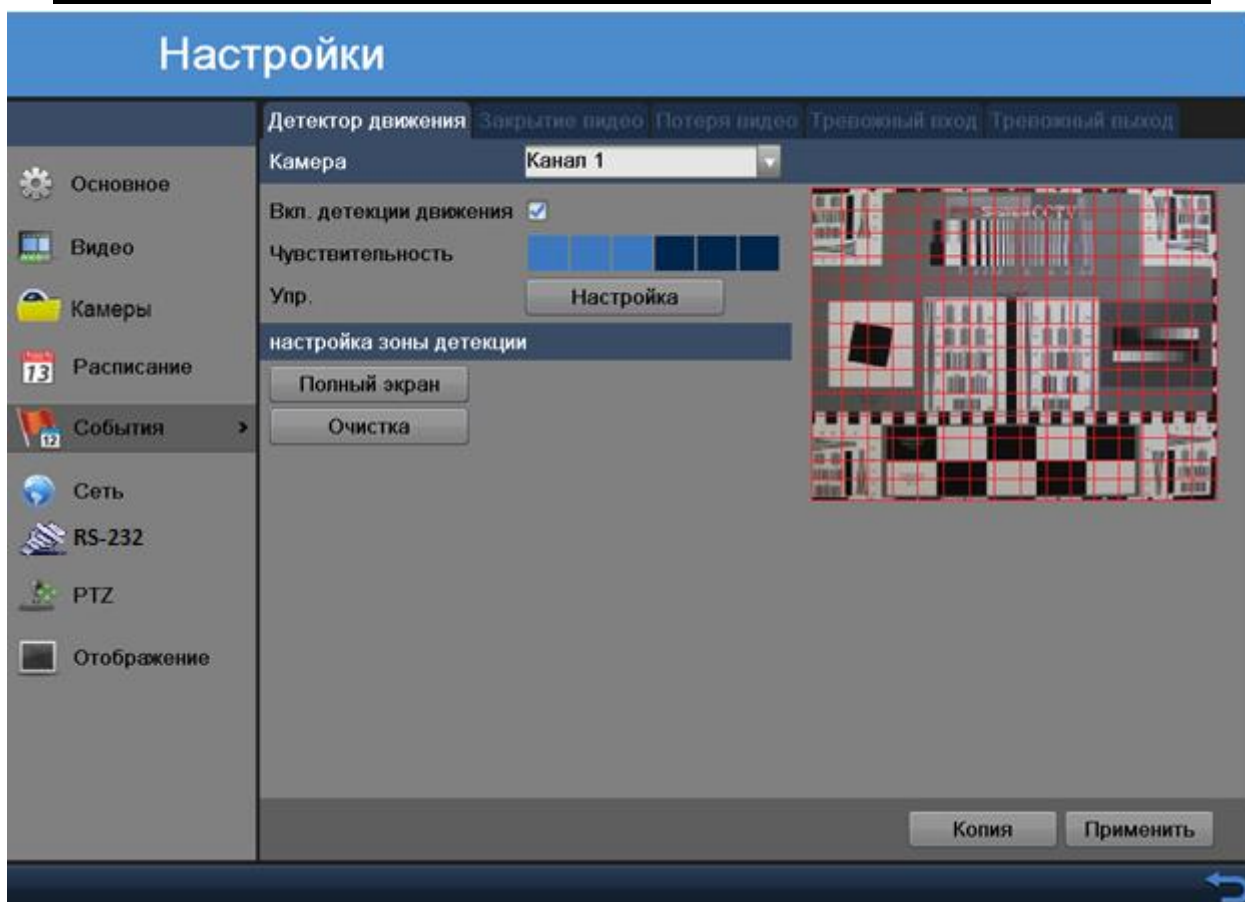 Настройки
Детектор движения Закрытие видео Потеря видео Тревожный вход Тревожный выход
Камера Канал 1
Основное
Вкл. детекции движения
Видео
Чувствительность
Камеры
Упр. Настройка
настройка зоны детекции
13 Расписание
Полный экран
События
12
Очистка
Сеть
RS-232
PTZ
Отображение
Копия Применить